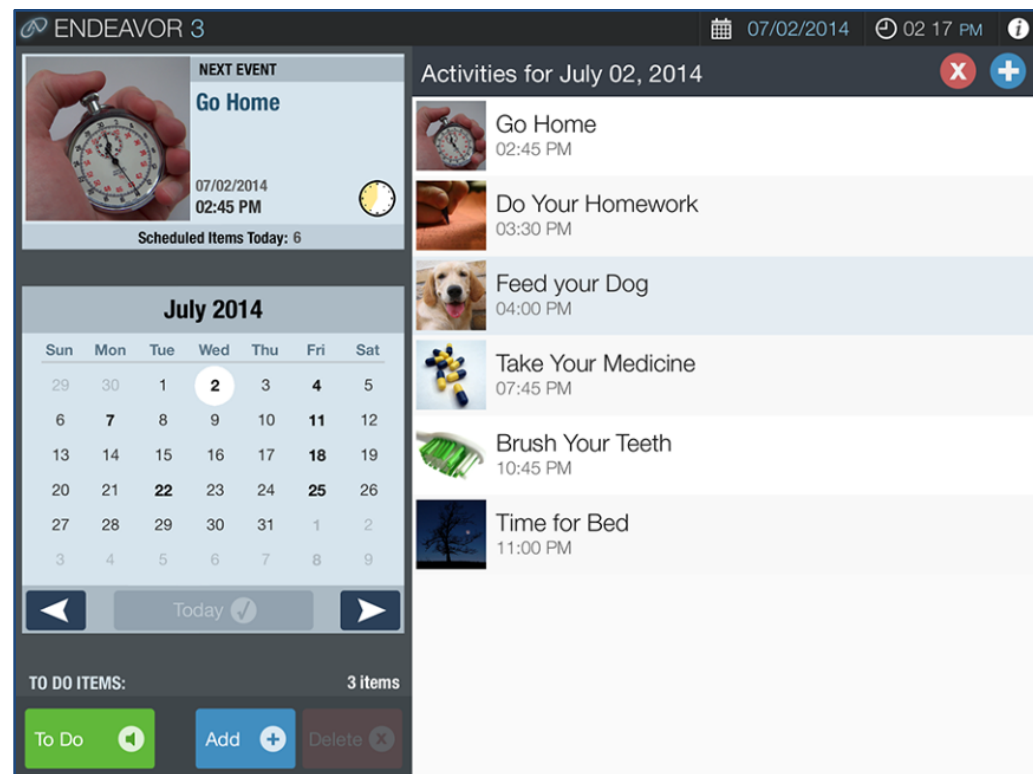 ENDEAVOR 3
07/02/2014
02 17 PM
NEXT EVENT
Go Home
07/02/2014
02:45 PM
Scheduled Items Today: 6
July 2014
Sun Mon Tue Wed Thu Fri Sat
29 30 1 2 3 4 5
6 7 8 9 10 11 12
13 14 15 16 17 18 19
20 21 22 23 24 25 26
27 28 29 30 31 1 2
3 4 5 6 7 8 9
Today
TO DO ITEMS: 3 items
To Do
Add
Delete
Activities for July 02, 2014
Go Home
02:45 PM
Do Your Homework
03:30 PM
Feed your Dog
04:00 PM
Take Your Medicine
07:45 PM
Brush Your Teeth
10:45 PM
Time for Bed
11:00 PM